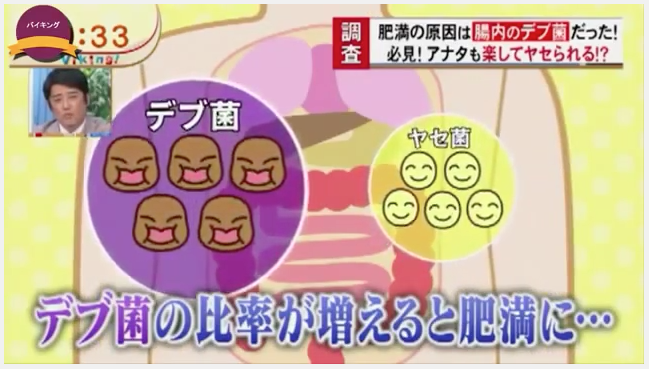 バイキング
:33
Viking!
調査
肥満の原因は腸内のデブ菌だった!
必見!アナタも楽してヤセられる!?
デブ菌
ヤセ菌
デブ菌の比率が増えると肥満に…